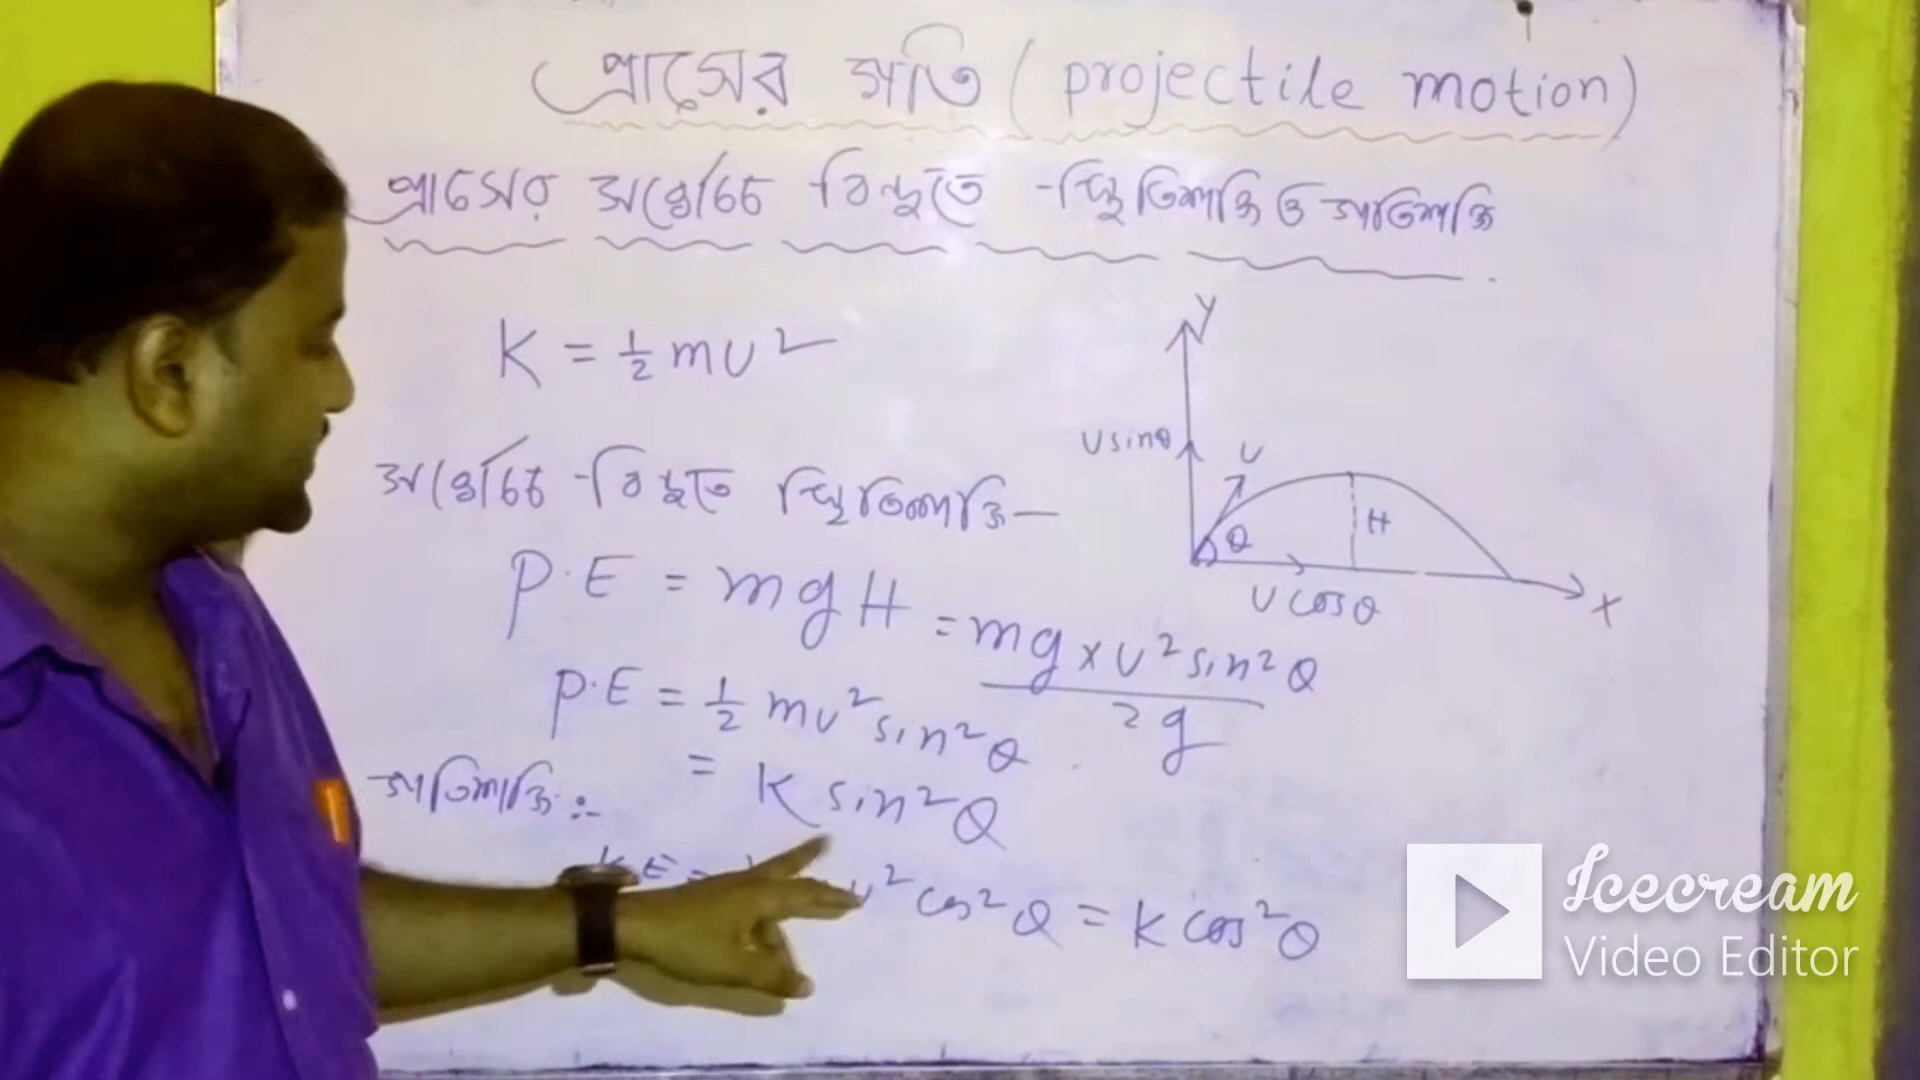 প্রাসের গতি (projectile motion)
প্রাসের সর্ব্বোচ্চ বিন্দুতে স্থিতিশক্তি ও গতিশক্তি
K = 1/2 mu²
সর্ব্বোচ্চ বিন্দুতে স্থিতিশক্তি—
P.E = mgH = mg x u² sin²θ / 2g
P.E = 1/2 mu² sin²θ
= K sin²θ
গতিশক্তি :-
K.E = u² cos²θ = K cos²θ
Y
u sinθ
u
θ
H
u cosθ
X
Icecream
Video Editor